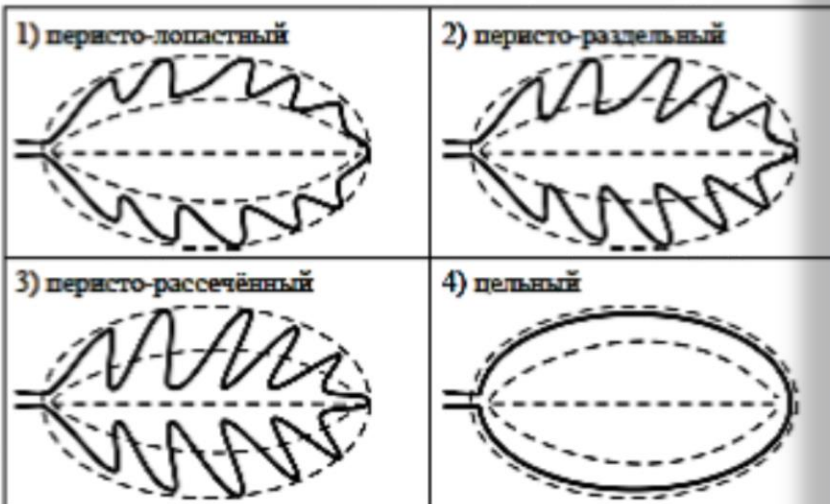 1) перисто-лопастный
2) перисто-раздельный
3) перисто-рассечённый
4) цельный